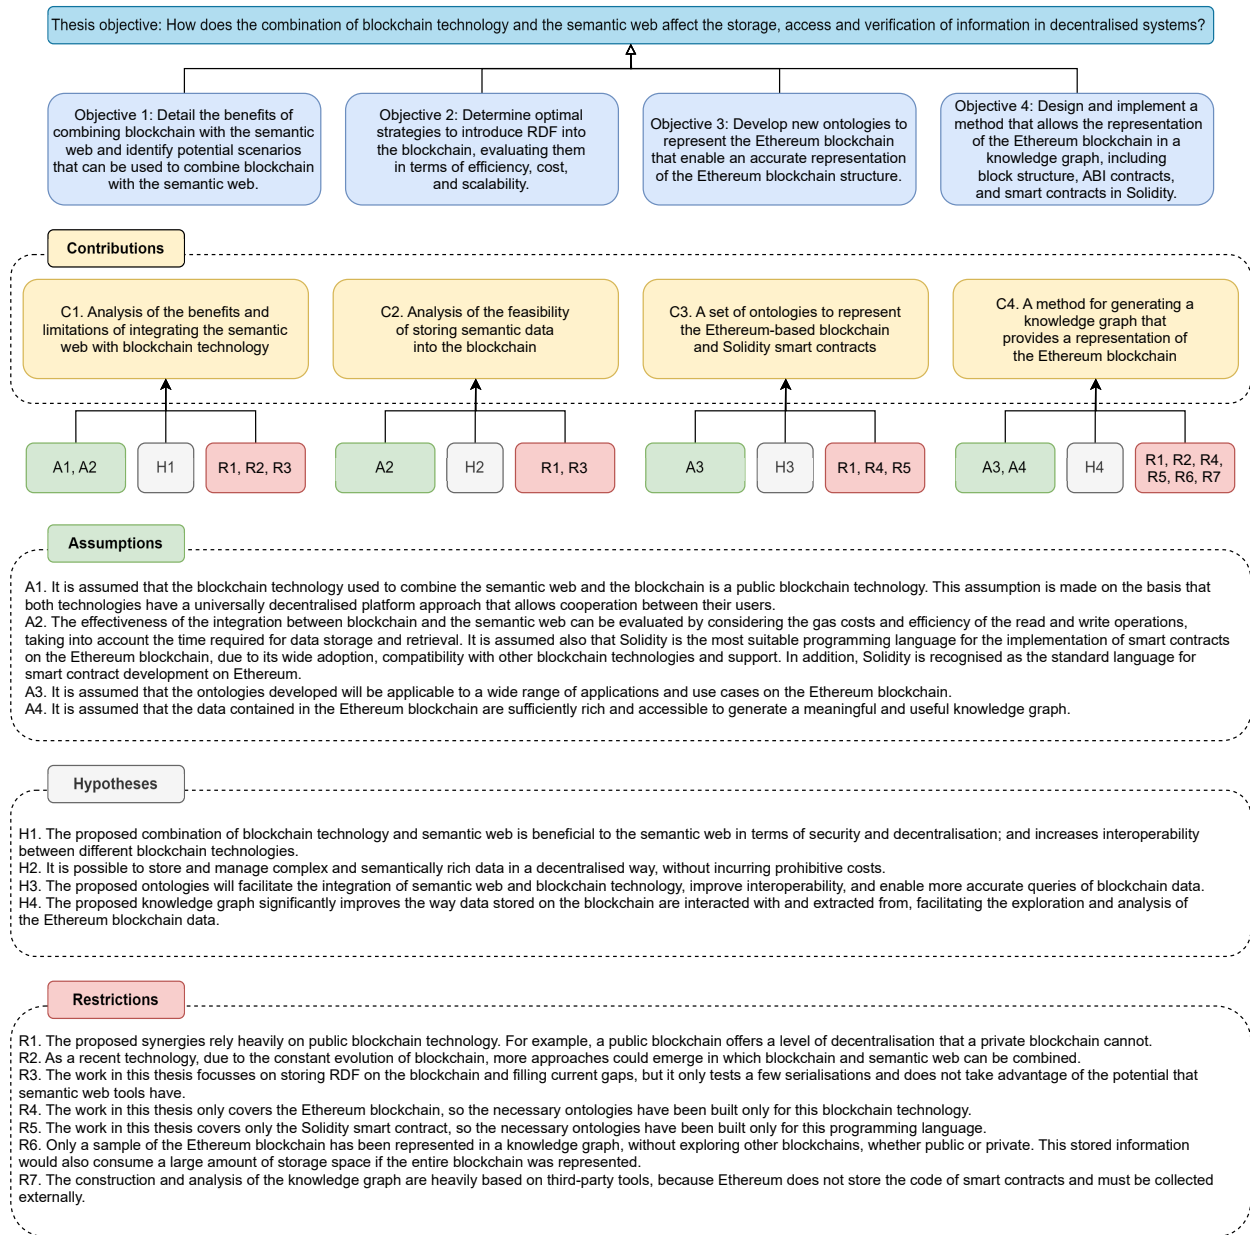 Thesis objective: How does the combination of blockchain technology and the semantic web affect the storage, access and verification of information in decentralised systems?
Objective 1: Detail the benefits of
combining blockchain with the semantic
web and identify potential scenarios
that can be used to combine blockchain
with the semantic web.
Objective 2: Determine optimal
strategies to introduce RDF into
the blockchain, evaluating them
in terms of efficiency, cost,
and scalability.
Objective 3: Develop new ontologies to
represent the Ethereum blockchain
that enable an accurate representation
of the Ethereum blockchain structure.
Objective 4: Design and implement a
method that allows the representation
of the Ethereum blockchain in a
knowledge graph, including
block structure, ABI contracts,
and smart contracts in Solidity.
Contributions
C1. Analysis of the benefits and
limitations of integrating the semantic
web with blockchain technology
C2. Analysis of the feasibility
of storing semantic data
into the blockchain
C3. A set of ontologies to represent
the Ethereum-based blockchain
and Solidity smart contracts
C4. A method for generating a
knowledge graph that
provides a representation of
the Ethereum blockchain
A1, A2
H1
R1, R2, R3
A2
H2
R1, R3
A3
H3
R1, R4, R5
A3, A4
H4
R1, R2, R4,
R5, R6, R7
Assumptions
A1. It is assumed that the blockchain technology used to combine the semantic web and the blockchain is a public blockchain technology. This assumption is made on the basis that
both technologies have a universally decentralised platform approach that allows cooperation between their users.
A2. The effectiveness of the integration between blockchain and the semantic web can be evaluated by considering the gas costs and efficiency of the read and write operations,
taking into account the time required for data storage and retrieval. It is assumed also that Solidity is the most suitable programming language for the implementation of smart contracts
on the Ethereum blockchain, due to its wide adoption, compatibility with other blockchain technologies and support. In addition, Solidity is recognised as the standard language for
smart contract development on Ethereum.
A3. It is assumed that the ontologies developed will be applicable to a wide range of applications and use cases on the Ethereum blockchain.
A4. It is assumed that the data contained in the Ethereum blockchain are sufficiently rich and accessible to generate a meaningful and useful knowledge graph.
Hypotheses
H1. The proposed combination of blockchain technology and semantic web is beneficial to the semantic web in terms of security and decentralisation; and increases interoperability
between different blockchain technologies.
H2. It is possible to store and manage complex and semantically rich data in a decentralised way, without incurring prohibitive costs.
H3. The proposed ontologies will facilitate the integration of semantic web and blockchain technology, improve interoperability, and enable more accurate queries of blockchain data.
H4. The proposed knowledge graph significantly improves the way data stored on the blockchain are interacted with and extracted from, facilitating the exploration and analysis of
the Ethereum blockchain data.
Restrictions
R1. The proposed synergies rely heavily on public blockchain technology. For example, a public blockchain offers a level of decentralisation that a private blockchain cannot.
R2. As a recent technology, due to the constant evolution of blockchain, more approaches could emerge in which blockchain and semantic web can be combined.
R3. The work in this thesis focusses on storing RDF on the blockchain and filling current gaps, but it only tests a few serialisations and does not take advantage of the potential that
semantic web tools have.
R4. The work in this thesis only covers the Ethereum blockchain, so the necessary ontologies have been built only for this blockchain technology.
R5. The work in this thesis covers only the Solidity smart contract, so the necessary ontologies have been built only for this programming language.
R6. Only a sample of the Ethereum blockchain has been represented in a knowledge graph, without exploring other blockchains, whether public or private. This stored information
would also consume a large amount of storage space if the entire blockchain was represented.
R7. The construction and analysis of the knowledge graph are heavily based on third-party tools, because Ethereum does not store the code of smart contracts and must be collected
externally.